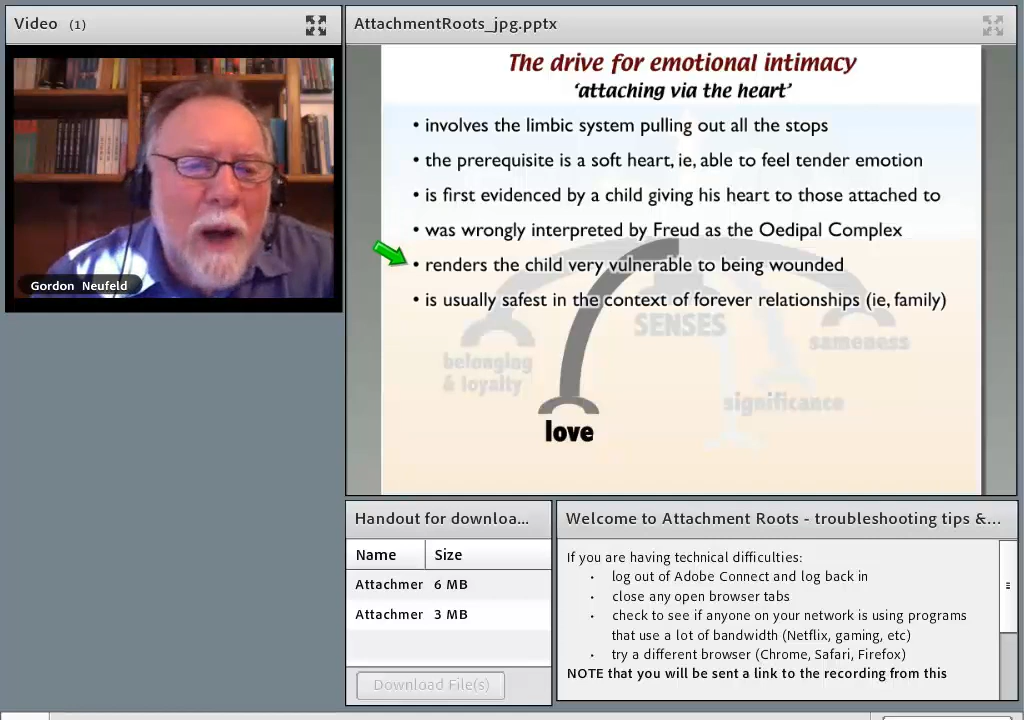 Video (1)
Gordon Neufeld
AttachmentRoots_jpg.pptx
The drive for emotional intimacy
‘attaching via the heart’
• involves the limbic system pulling out all the stops
• the prerequisite is a soft heart, ie, able to feel tender emotion
• is first evidenced by a child giving his heart to those attached to
• was wrongly interpreted by Freud as the Oedipal Complex
• renders the child very vulnerable to being wounded
• is usually safest in the context of forever relationships (ie, family)
SENSES
sameness
belonging
& loyalty
significance
love
Handout for downloa...
Name Size
Attachmer 6 MB
Attachmer 3 MB
Download File(s)
Welcome to Attachment Roots - troubleshooting tips &...
If you are having technical difficulties:
• log out of Adobe Connect and log back in
• close any open browser tabs
• check to see if anyone on your network is using programs
that use a lot of bandwidth (Netflix, gaming, etc)
• try a different browser (Chrome, Safari, Firefox)
NOTE that you will be sent a link to the recording from this